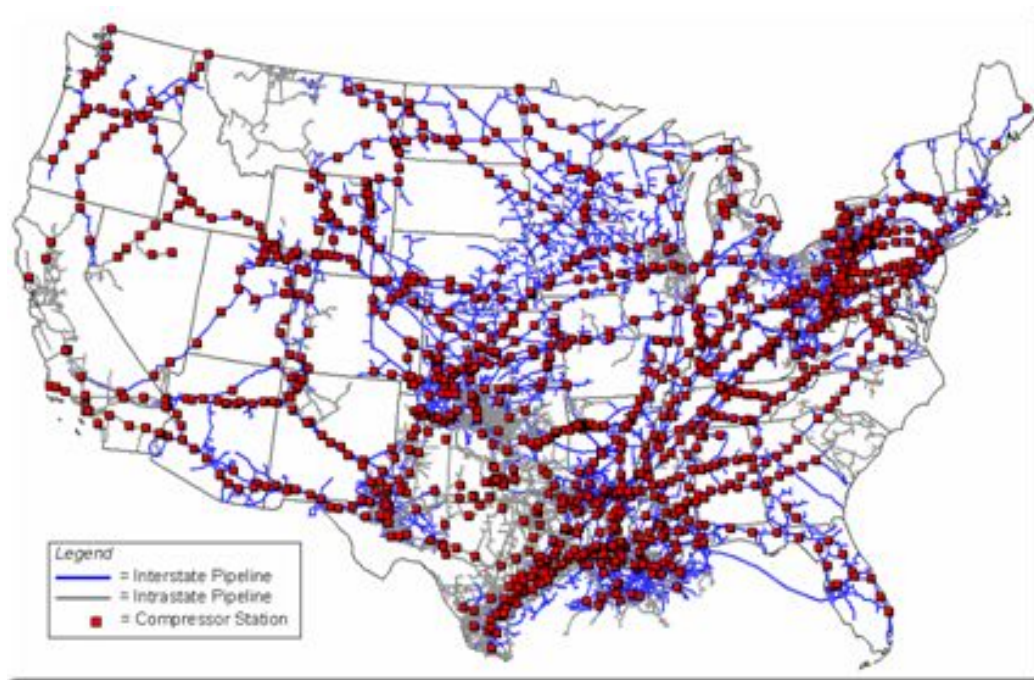 Legend
= Interstate Pipeline
= Intrastate Pipeline
= Compressor Station